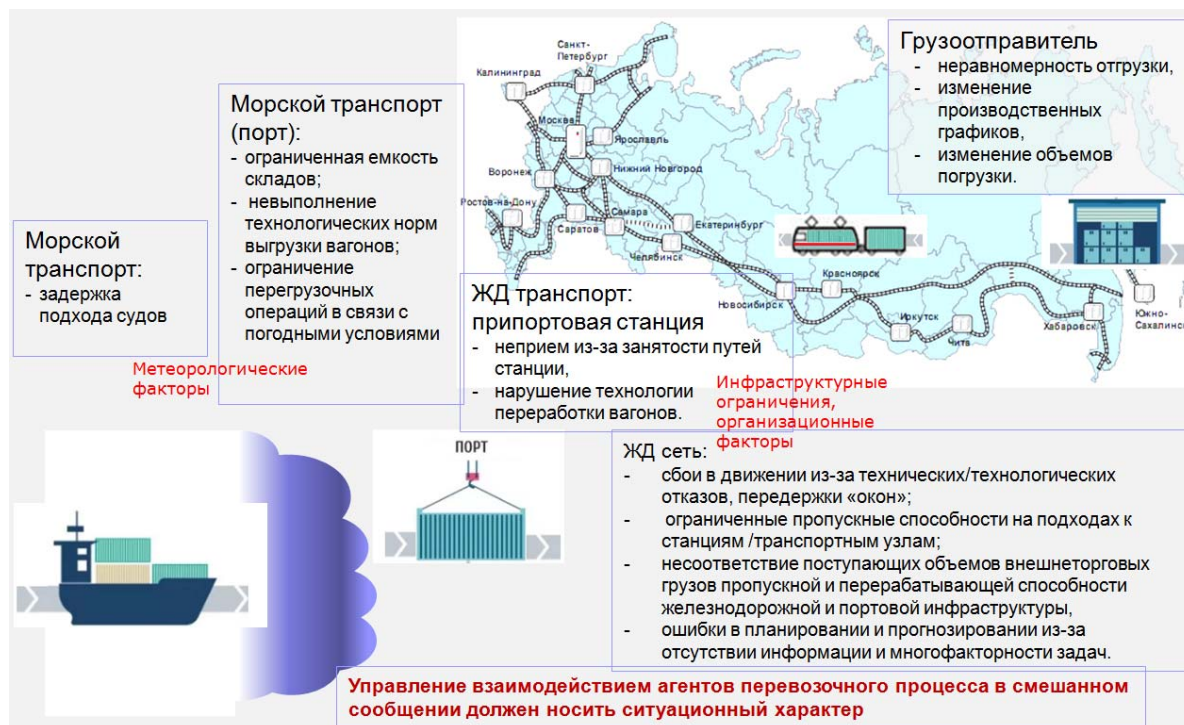 Грузоотправитель
- неравномерность отгрузки,
- изменение
производственных
графиков,
- изменение объемов
погрузки.
Санкт-
Петербург
Калининград
Москва
Ярославль
Нижний Новгород
Воронеж
Ростов-на-Дону
Самара
Саратов
Екатеринбург
Челябинск
Новосибирск
Красноярск
Иркутск
Чита
Хабаровск
Южно-
Сахалинск
Морской транспорт
(порт):
- ограниченная емкость
складов;
- невыполнение
технологических норм
выгрузки вагонов;
- ограничение
перегрузочных
операций в связи с
погодными условиями
Морской
транспорт:
- задержка
подхода судов
Метеорологические
факторы
ЖД транспорт:
припортовая станция
- неприем из-за занятости путей
станции,
- нарушение технологии
переработки вагонов.
Инфраструктурные
ограничения,
организационные
факторы
ПОРТ
ЖД сеть:
- сбои в движении из-за технических/технологических
отказов, передержки «окон»;
- ограниченные пропускные способности на подходах к
станциям /транспортным узлам;
- несоответствие поступающих объемов внешнеторговых
грузов пропускной и перерабатывающей способности
железнодорожной и портовой инфраструктуры,
- ошибки в планировании и прогнозировании из-за
отсутствии информации и многофакторности задач.
Управление взаимодействием агентов перевозочного процесса в смешанном
сообщении должен носить ситуационный характер